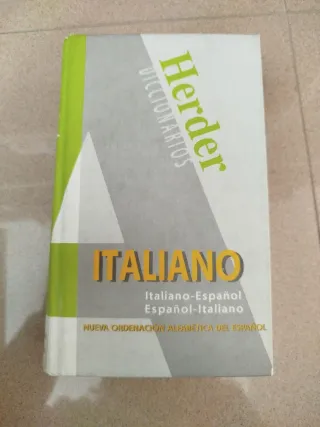 Herder
DICCIONARIOS
ITALIANO
Italiano-Español
Español-Italiano
NUEVA ORDENACIÓN ALFABÉTICA DEL ESPAÑOL